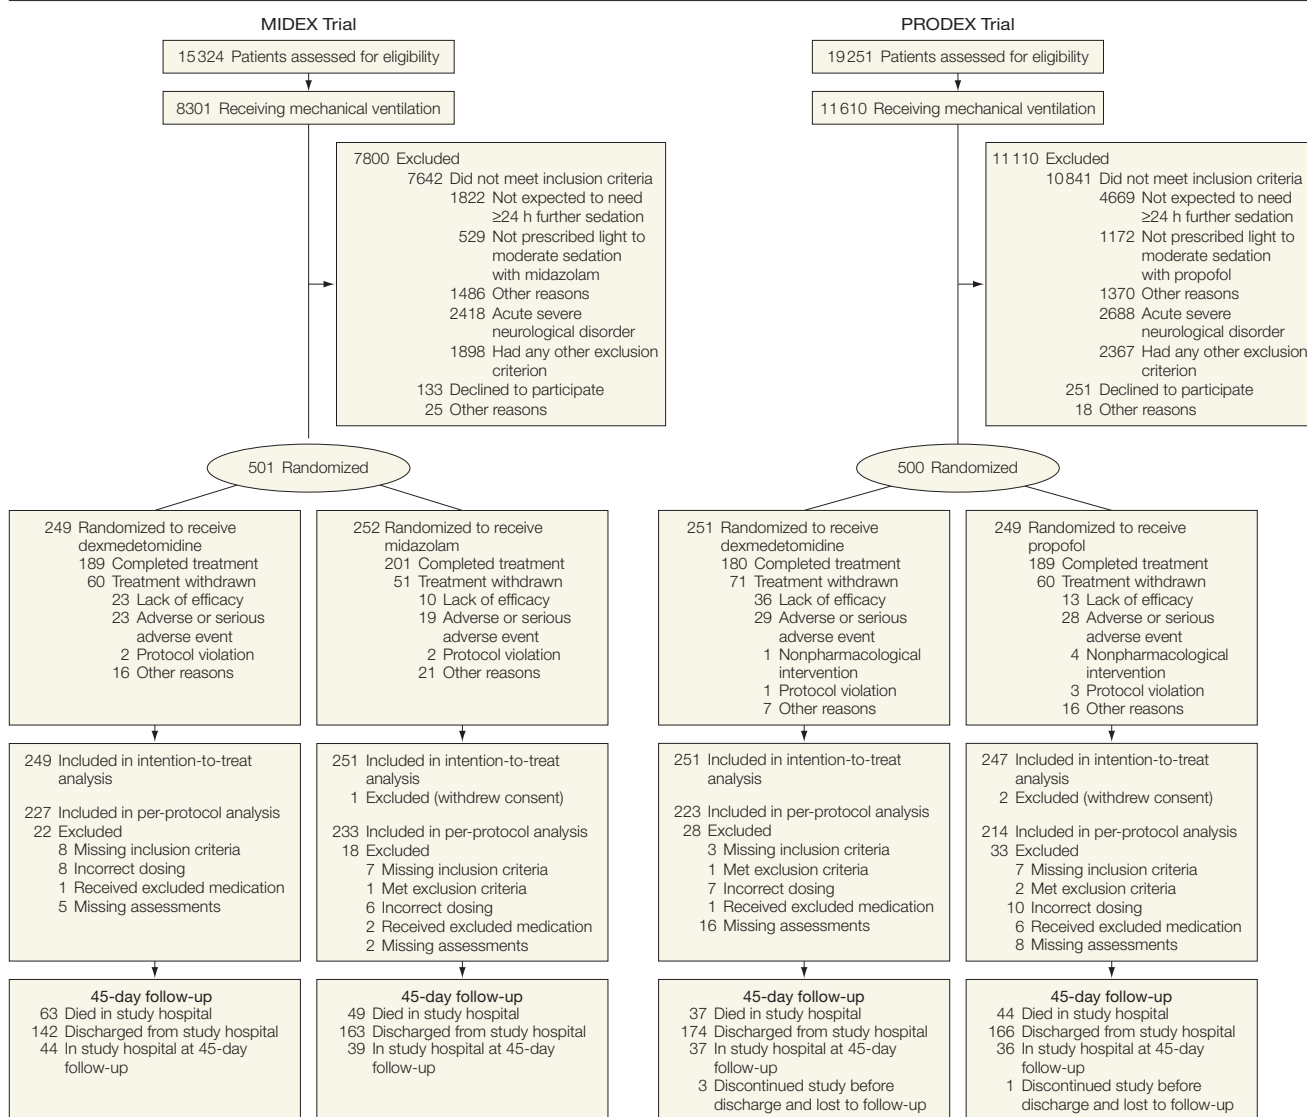 MIDEX Trial
15 324 Patients assessed for eligibility
8301 Receiving mechanical ventilation
7800 Excluded
7642 Did not meet inclusion criteria
1822 Not expected to need
≥24 h further sedation
529 Not prescribed light to
moderate sedation
with midazolam
1486 Other reasons
2418 Acute severe
neurological disorder
1898 Had any other exclusion
criterion
133 Declined to participate
25 Other reasons
501 Randomized
249 Randomized to receive
dexmedetomidine
189 Completed treatment
60 Treatment withdrawn
23 Lack of efficacy
23 Adverse or serious
adverse event
2 Protocol violation
16 Other reasons
252 Randomized to receive
midazolam
201 Completed treatment
51 Treatment withdrawn
10 Lack of efficacy
19 Adverse or serious
adverse event
2 Protocol violation
21 Other reasons
249 Included in intention-to-treat
analysis
227 Included in per-protocol analysis
22 Excluded
8 Missing inclusion criteria
8 Incorrect dosing
1 Received excluded medication
5 Missing assessments
251 Included in intention-to-treat
analysis
1 Excluded (withdrew consent)
233 Included in per-protocol analysis
18 Excluded
7 Missing inclusion criteria
1 Met exclusion criteria
6 Incorrect dosing
2 Received excluded medication
2 Missing assessments
45-day follow-up
63 Died in study hospital
142 Discharged from study hospital
44 In study hospital at 45-day
follow-up
45-day follow-up
49 Died in study hospital
163 Discharged from study hospital
39 In study hospital at 45-day
follow-up
PRODEX Trial
19 251 Patients assessed for eligibility
11 610 Receiving mechanical ventilation
11 110 Excluded
10 841 Did not meet inclusion criteria
4669 Not expected to need
≥24 h further sedation
1172 Not prescribed light to
moderate sedation
with propofol
1370 Other reasons
2688 Acute severe
neurological disorder
2367 Had any other exclusion
criterion
251 Declined to participate
18 Other reasons
500 Randomized
251 Randomized to receive
dexmedetomidine
180 Completed treatment
71 Treatment withdrawn
36 Lack of efficacy
29 Adverse or serious
adverse event
1 Nonpharmacological
intervention
1 Protocol violation
7 Other reasons
249 Randomized to receive
propofol
189 Completed treatment
60 Treatment withdrawn
13 Lack of efficacy
28 Adverse or serious
adverse event
4 Nonpharmacological
intervention
3 Protocol violation
16 Other reasons
251 Included in intention-to-treat
analysis
223 Included in per-protocol analysis
28 Excluded
3 Missing inclusion criteria
1 Met exclusion criteria
7 Incorrect dosing
1 Received excluded medication
16 Missing assessments
247 Included in intention-to-treat
analysis
2 Excluded (withdrew consent)
214 Included in per-protocol analysis
33 Excluded
7 Missing inclusion criteria
2 Met exclusion criteria
10 Incorrect dosing
6 Received excluded medication
8 Missing assessments
45-day follow-up
37 Died in study hospital
174 Discharged from study hospital
37 In study hospital at 45-day
follow-up
3 Discontinued study before
discharge and lost to follow-up
45-day follow-up
44 Died in study hospital
166 Discharged from study hospital
36 In study hospital at 45-day
follow-up
1 Discontinued study before
discharge and lost to follow-up